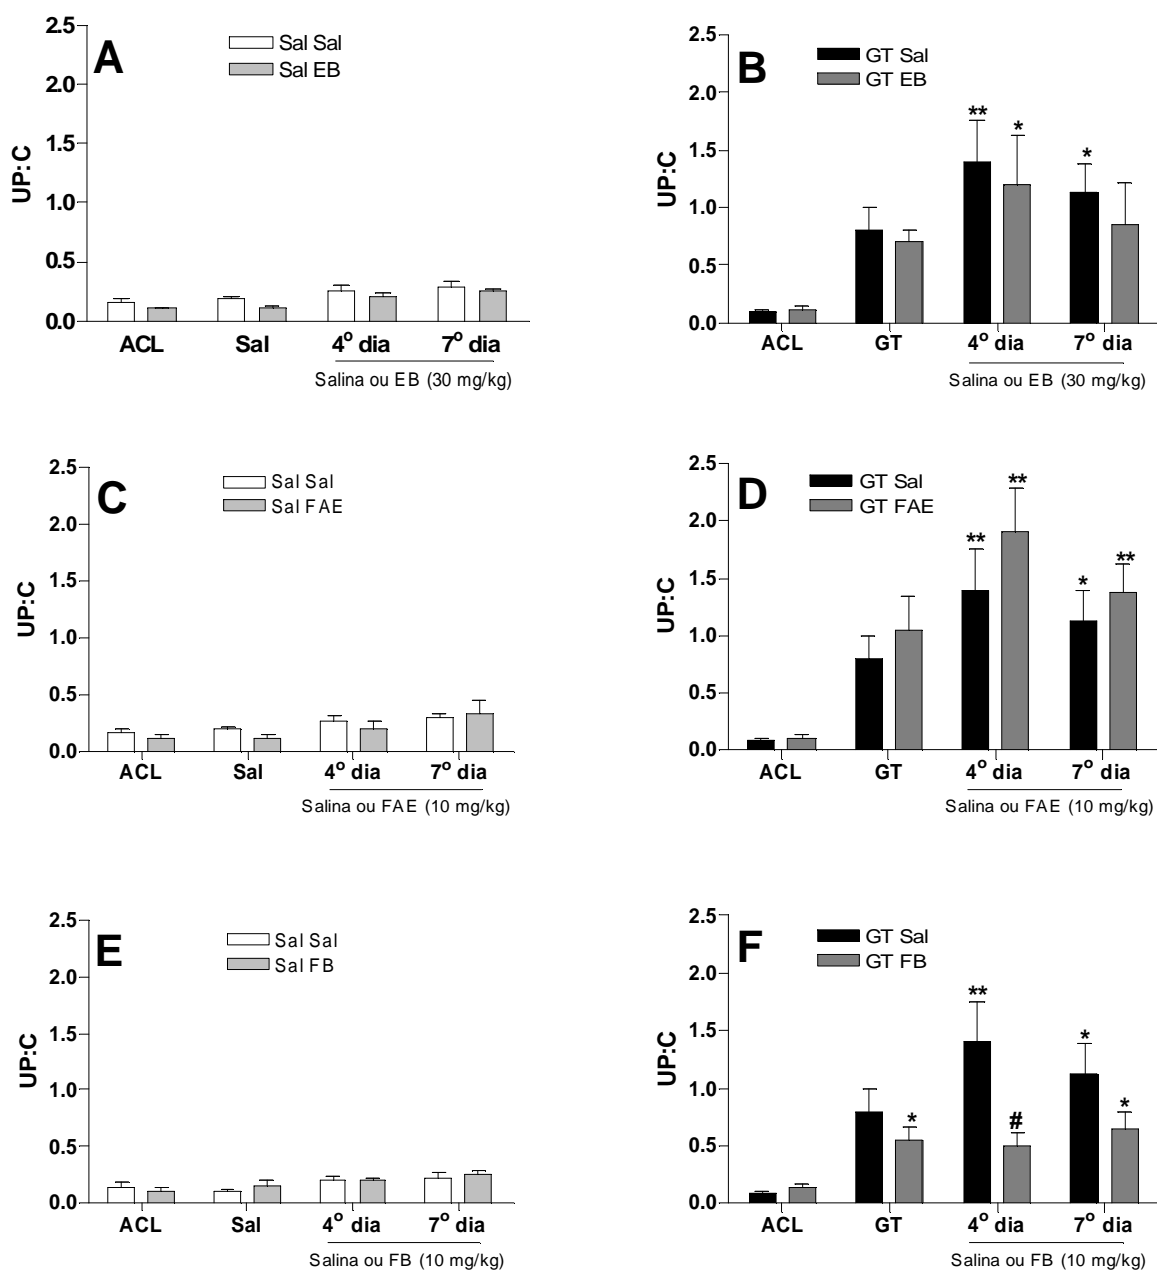 A
Sal Sal
Sal EB
UP:C
2.5
2.0
1.5
1.0
0.5
0.0
ACL Sal 4º dia 7º dia
Salina ou EB (30 mg/kg)
B
GT Sal
GT EB
UP:C
2.5
2.0
1.5
1.0
0.5
0.0
** * *
ACL GT 4º dia 7º dia
Salina ou EB (30 mg/kg)
C
Sal Sal
Sal FAE
UP:C
2.5
2.0
1.5
1.0
0.5
0.0
ACL Sal 4º dia 7º dia
Salina ou FAE (10 mg/kg)
D
GT Sal
GT FAE
UP:C
2.5
2.0
1.5
1.0
0.5
0.0
** ** * **
ACL GT 4º dia 7º dia
Salina ou FAE (10 mg/kg)
E
Sal Sal
Sal FB
UP:C
2.5
2.0
1.5
1.0
0.5
0.0
ACL Sal 4º dia 7º dia
Salina ou FB (10 mg/kg)
F
GT Sal
GT FB
UP:C
2.5
2.0
1.5
1.0
0.5
0.0
* ** # * *
ACL GT 4º dia 7º dia
Salina ou FB (10 mg/kg)